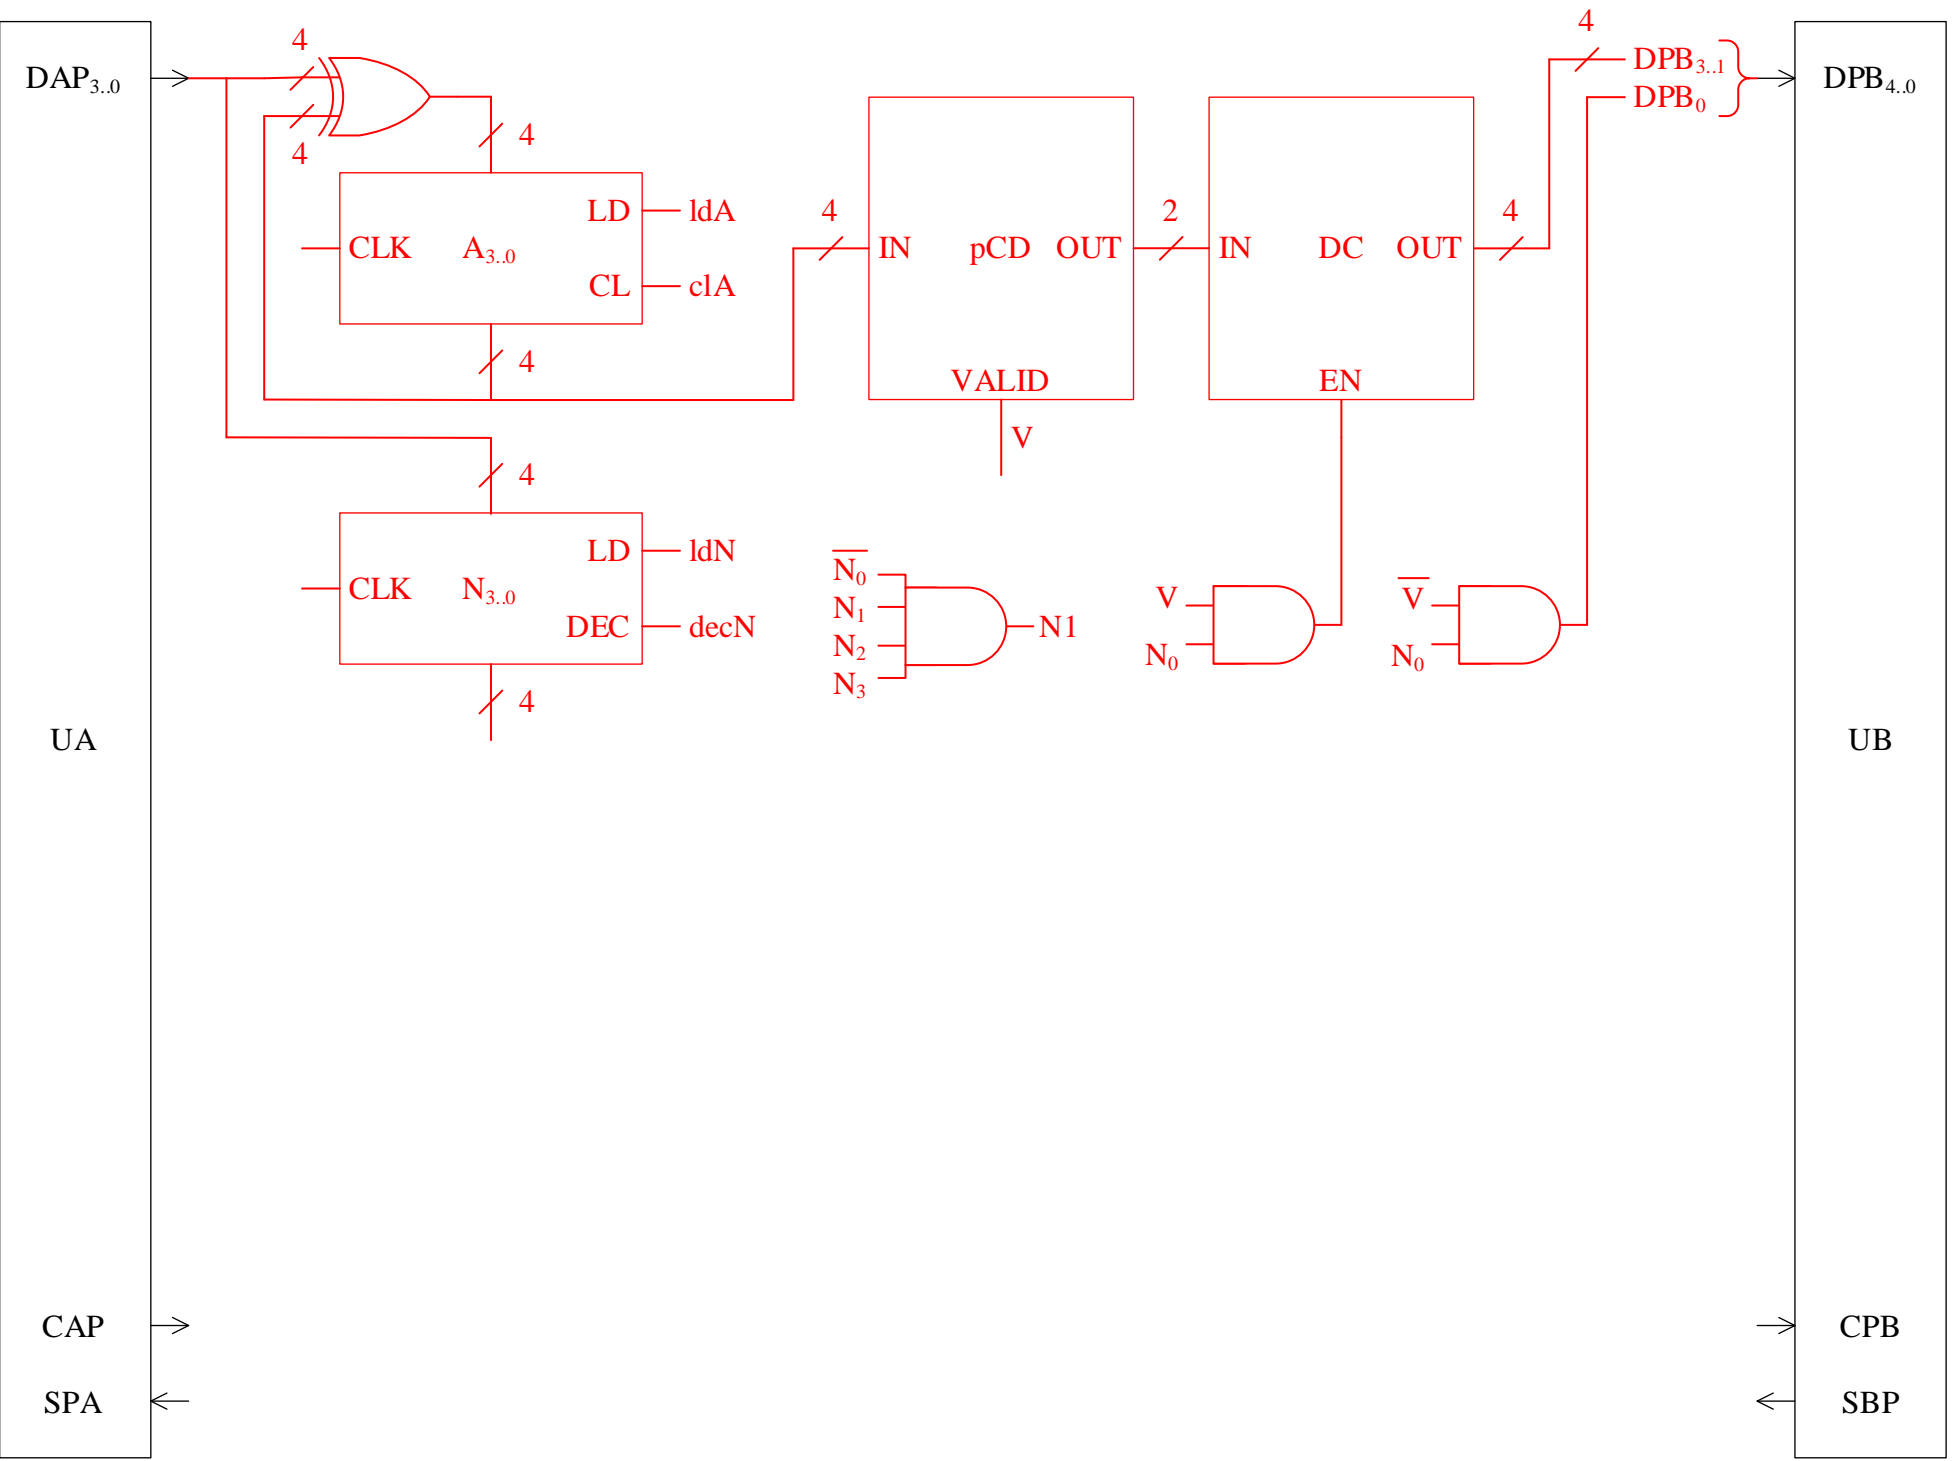 4
4
DPB₃..₁
DAP₃..₀
DPB₄..₀
DPB₀
4
4
LD ldA
4
2
4
CLK A₃..₀
IN pCD OUT
IN DC OUT
CL clA
4
VALID
EN
V
4
LD ldN
N̅₀
CLK N₃..₀
V
V̅
N₁
DEC decN
N1
N₂
N₀
N₀
N₃
4
UA
UB
CAP
CPB
SPA
SBP